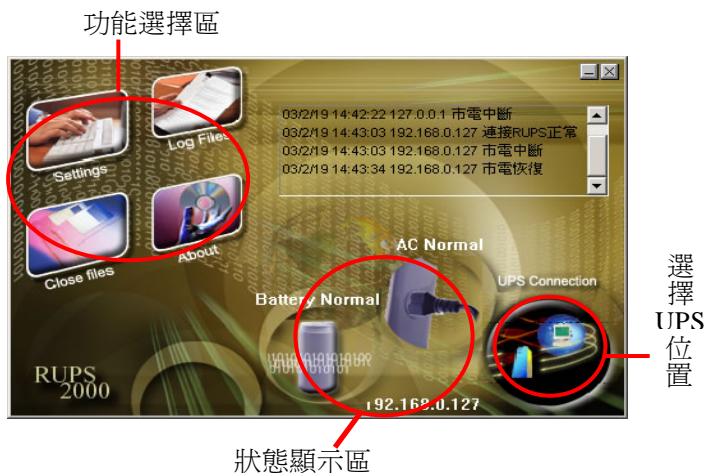 功能選擇區
03/2/19 14:42:22 127.0.0.1 市電中斷
03/2/19 14:43:03 192.168.0.127 連接RUPS正常
03/2/19 14:43:03 192.168.0.127 市電中斷
03/2/19 14:43:34 192.168.0.127 市電恢復
Settings
Log Files
Close files
About
AC Normal
Battery Normal
UPS Connection
選擇UPS位置
RUPS
2000
192.168.0.127
狀態顯示區